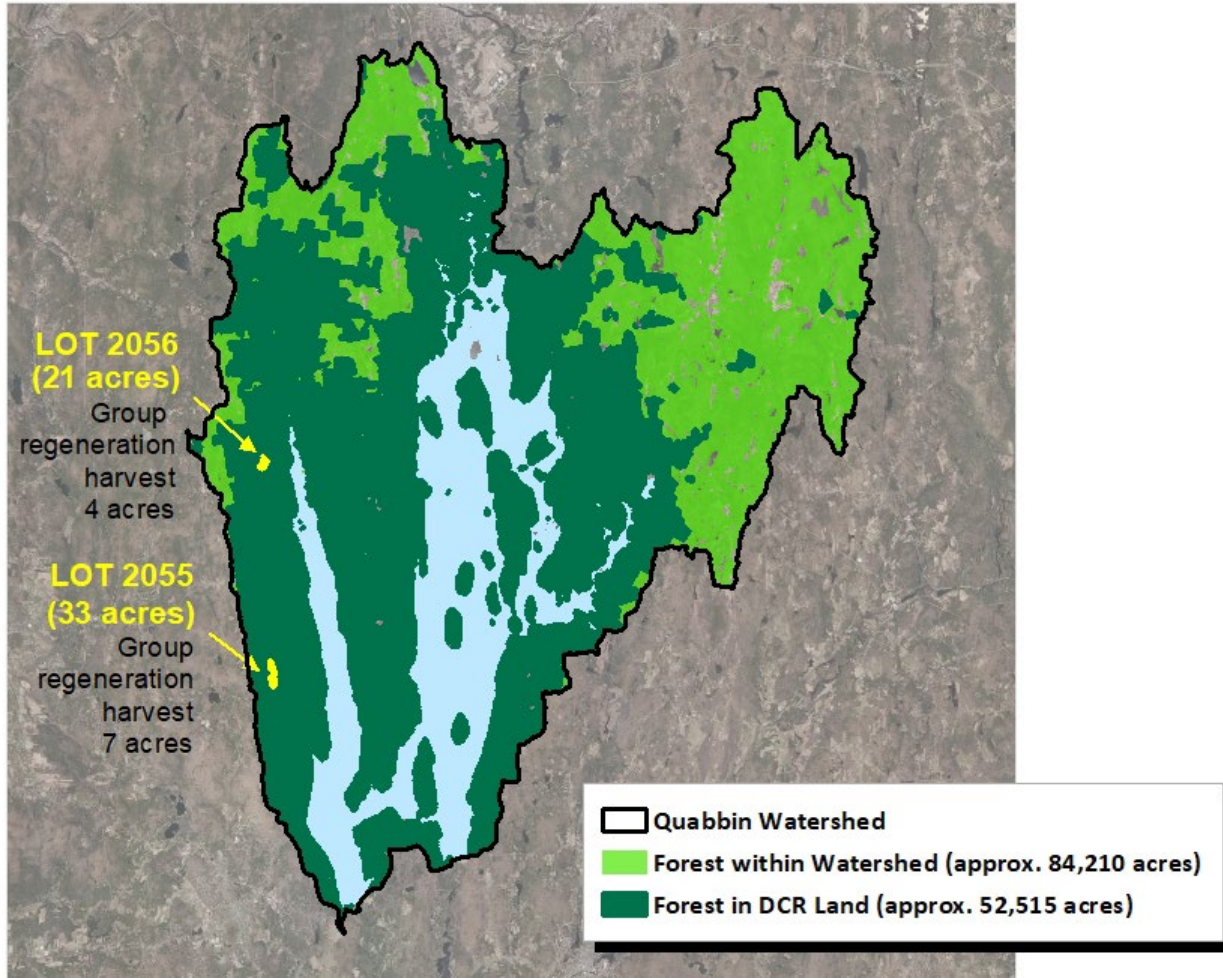 LOT 2056
(21 acres)
Group
regeneration
harvest
4 acres
LOT 2055
(33 acres)
Group
regeneration
harvest
7 acres
Quabbin Watershed
Forest within Watershed (approx. 84,210 acres)
Forest in DCR Land (approx. 52,515 acres)